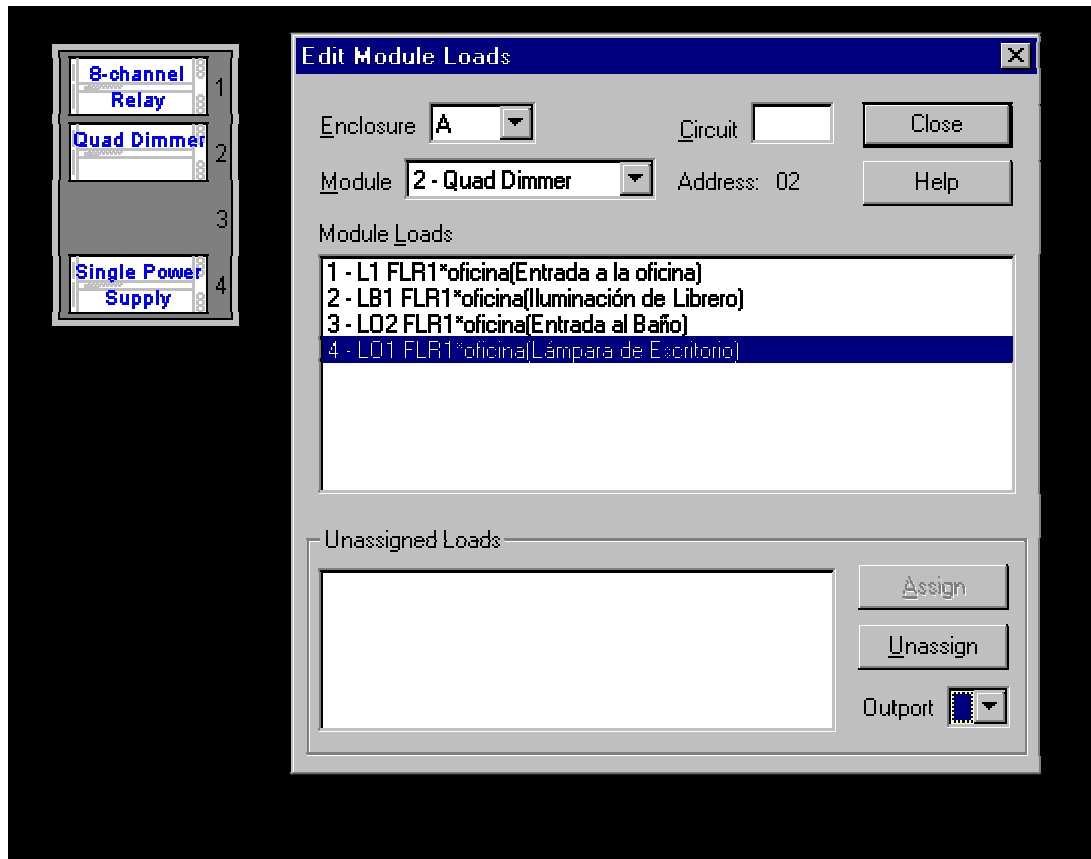 8-channel
Relay
1
Quad Dimmer
2
3
Single Power
Supply
4
Edit Module Loads
Enclosure A
Circuit
Close
Module 2 - Quad Dimmer
Address: 02
Help
Module Loads
1 - L1 FLR1*oficina(Entrada a la oficina)
2 - LB1 FLR1*oficina(Iluminación de Librero)
3 - LO2 FLR1*oficina(Entrada al Baño)
4 - LO1 FLR1*oficina(Lámpara de Escritorio)
Unassigned Loads
Assign
Unassign
Outport